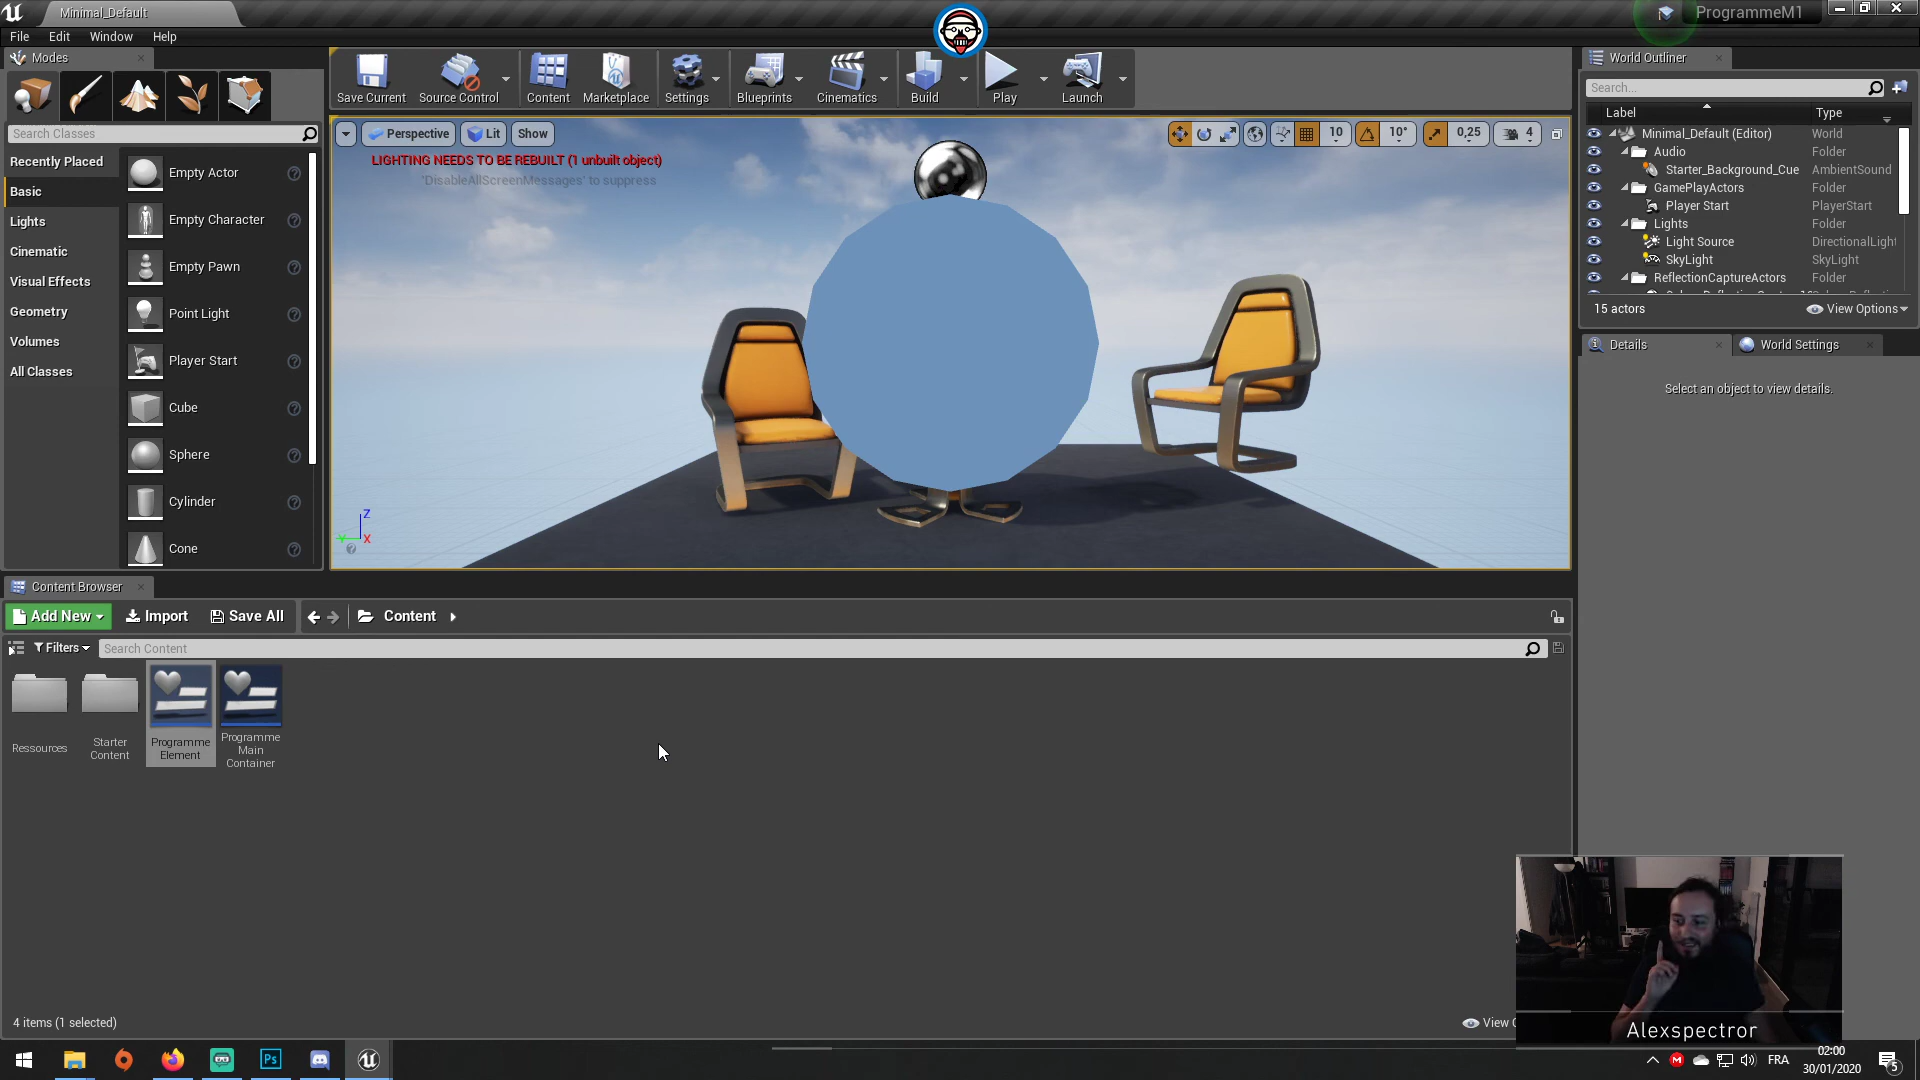 Minimal_Default
ProgrammeM1
File Edit Window Help
Modes
Search Classes
Recently Placed
Basic
Lights
Cinematic
Visual Effects
Geometry
Volumes
All Classes
Empty Actor
Empty Character
Empty Pawn
Point Light
Player Start
Cube
Sphere
Cylinder
Cone
Save Current
Source Control
Content
Marketplace
Settings
Blueprints
Cinematics
Build
Play
Launch
Perspective
Lit
Show
10
10°
0,25
4
LIGHTING NEEDS TO BE REBUILT (1 unbuilt object)
'DisableAllScreenMessages' to suppress
Z
Y
X
World Outliner
Search...
Label Type
Minimal_Default (Editor) World
Audio Folder
Starter_Background_Cue AmbientSound
GamePlayActors Folder
Player Start PlayerStart
Lights Folder
Light Source DirectionalLight
SkyLight SkyLight
ReflectionCaptureActors Folder
15 actors
View Options
Details
World Settings
Select an object to view details.
Content Browser
Add New
Import
Save All
Content
Filters
Search Content
Ressources
Starter Content
Programme Element
Programme Main Container
4 items (1 selected)
View
Alexspectror
Ps
FRA
02:00
30/01/2020
5